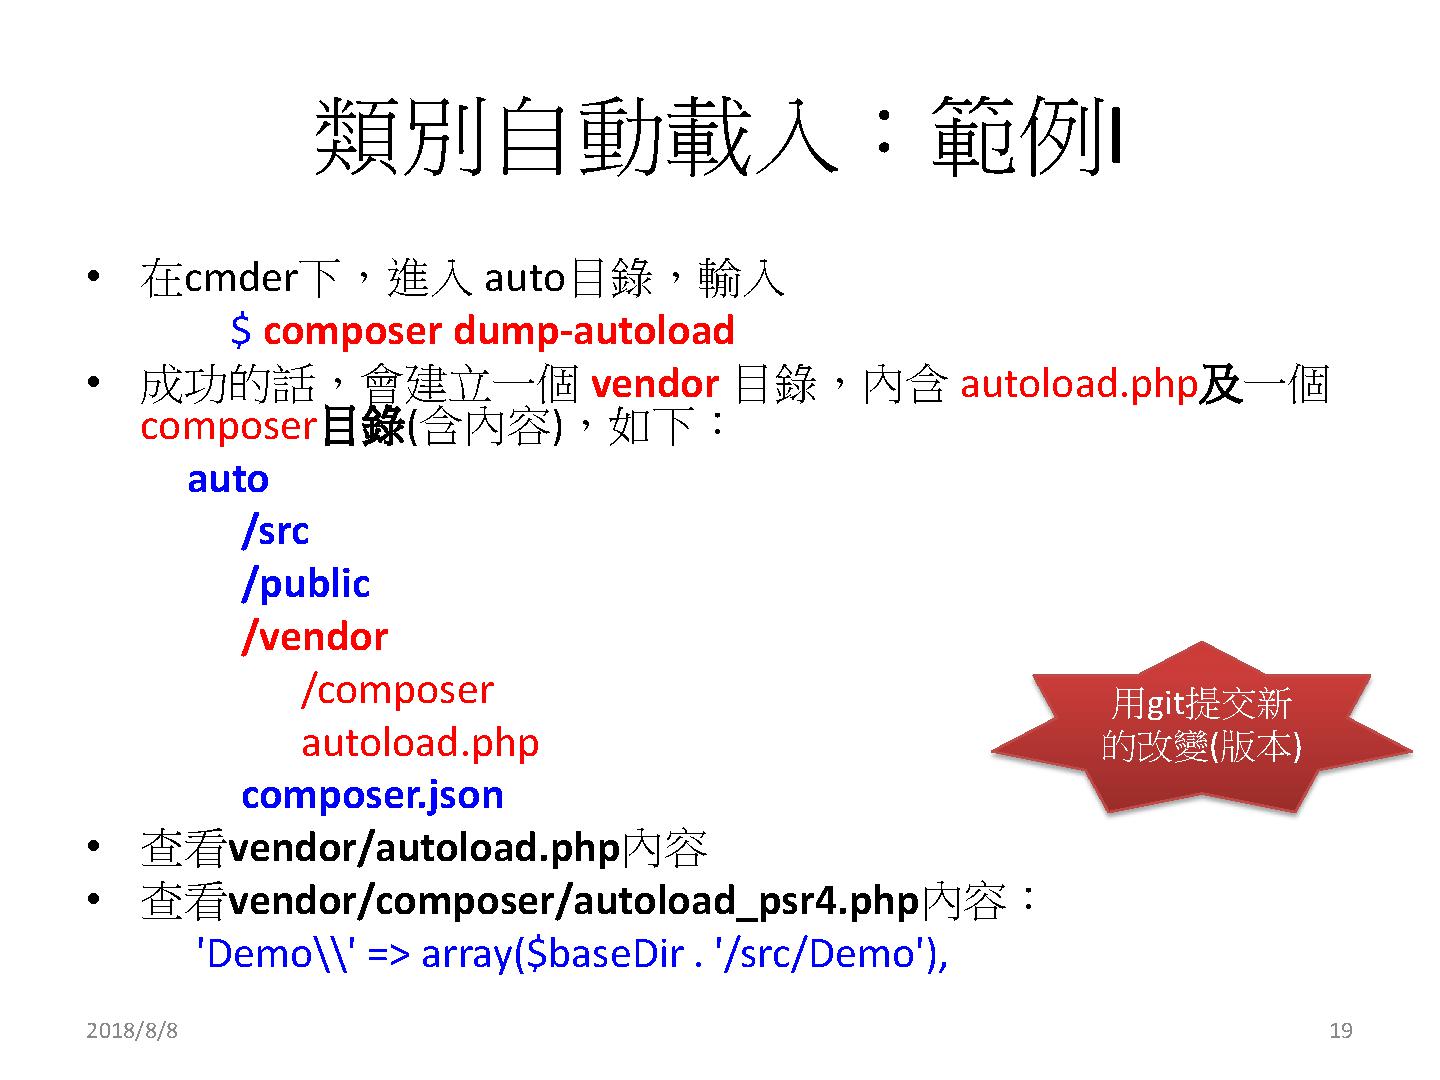 類別自動載入：範例I
• 在cmder下，進入 auto目錄，輸入
$ composer dump-autoload
• 成功的話，會建立一個 vendor 目錄，內含 autoload.php及一個
composer目錄(含內容)，如下：
auto
/src
/public
/vendor
/composer
autoload.php
composer.json
用git提交新
的改變(版本)
• 查看vendor/autoload.php內容
• 查看vendor/composer/autoload_psr4.php內容：
'Demo\\' => array($baseDir . '/src/Demo'),
2018/8/8
19